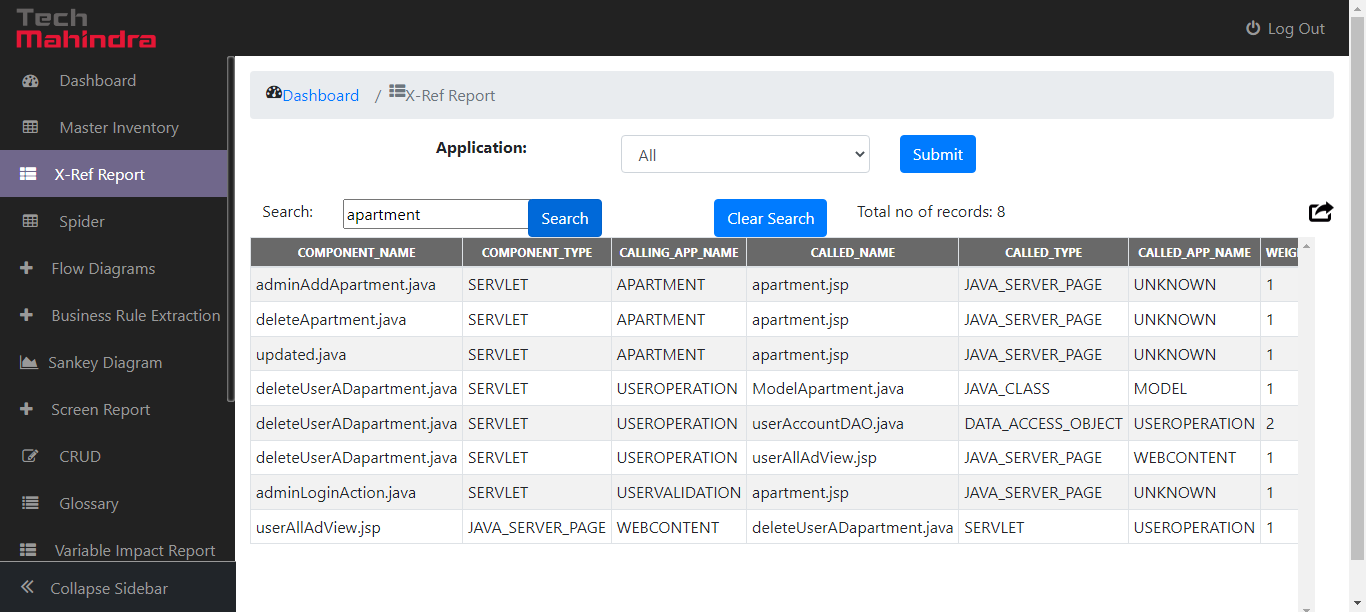 Tech
Mahindra
Log Out
Dashboard
Master Inventory
X-Ref Report
Spider
Flow Diagrams
Business Rule Extraction
Sankey Diagram
Screen Report
CRUD
Glossary
Variable Impact Report
Collapse Sidebar
Dashboard / X-Ref Report
Application: All Submit
Search: apartment Search Clear Search Total no of records: 8
COMPONENT_NAME COMPONENT_TYPE CALLING_APP_NAME CALLED_NAME CALLED_TYPE CALLED_APP_NAME WEIG
adminAddApartment.java SERVLET APARTMENT apartment.jsp JAVA_SERVER_PAGE UNKNOWN 1
deleteApartment.java SERVLET APARTMENT apartment.jsp JAVA_SERVER_PAGE UNKNOWN 1
updated.java SERVLET APARTMENT apartment.jsp JAVA_SERVER_PAGE UNKNOWN 1
deleteUserADapartment.java SERVLET USEROPERATION ModelApartment.java JAVA_CLASS MODEL 1
deleteUserADapartment.java SERVLET USEROPERATION userAccountDAO.java DATA_ACCESS_OBJECT USEROPERATION 2
deleteUserADapartment.java SERVLET USEROPERATION userAllAdView.jsp JAVA_SERVER_PAGE WEBCONTENT 1
adminLoginAction.java SERVLET USERVALIDATION apartment.jsp JAVA_SERVER_PAGE UNKNOWN 1
userAllAdView.jsp JAVA_SERVER_PAGE WEBCONTENT deleteUserADapartment.java SERVLET USEROPERATION 1